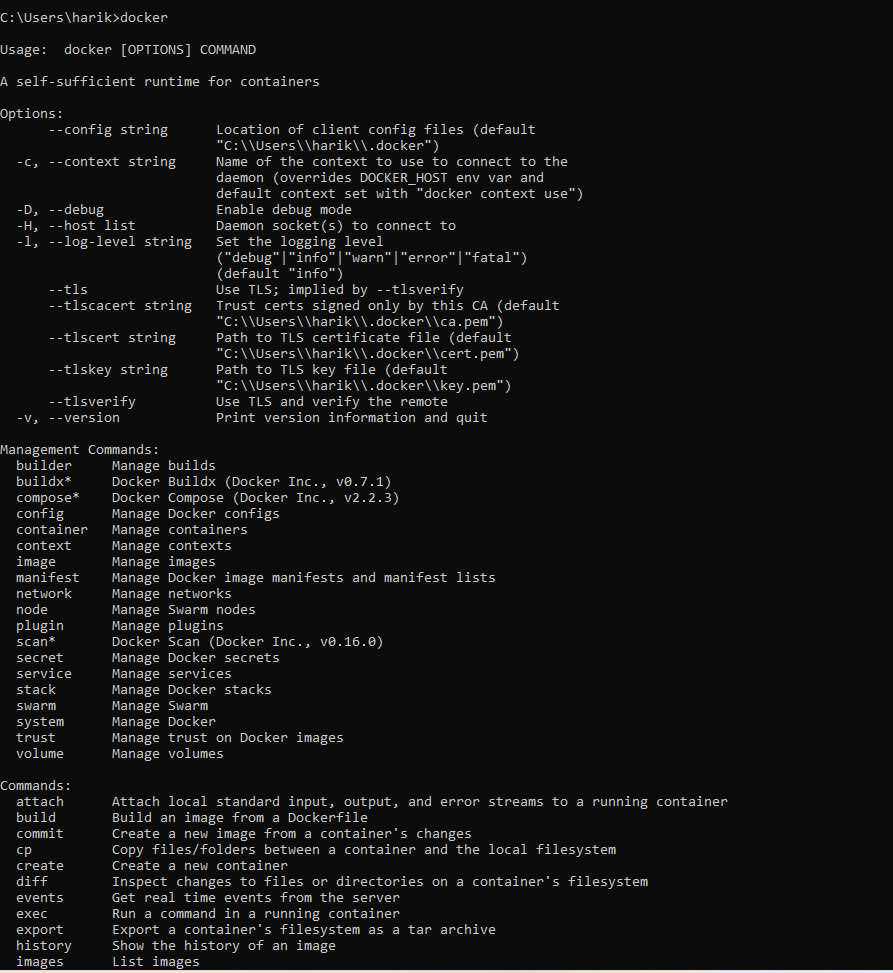 C:\Users\harik>docker
Usage:  docker [OPTIONS] COMMAND
A self-sufficient runtime for containers
Options:
      --config string      Location of client config files (default
                           "C:\\Users\\harik\\.docker")
  -c, --context string     Name of the context to use to connect to the
                           daemon (overrides DOCKER_HOST env var and
                           default context set with "docker context use")
  -D, --debug              Enable debug mode
  -H, --host list          Daemon socket(s) to connect to
  -l, --log-level string   Set the logging level
                           ("debug"|"info"|"warn"|"error"|"fatal")
                           (default "info")
      --tls                Use TLS; implied by --tlsverify
      --tlscacert string   Trust certs signed only by this CA (default
                           "C:\\Users\\harik\\.docker\\ca.pem")
      --tlscert string     Path to TLS certificate file (default
                           "C:\\Users\\harik\\.docker\\cert.pem")
      --tlskey string      Path to TLS key file (default
                           "C:\\Users\\harik\\.docker\\key.pem")
      --tlsverify          Use TLS and verify the remote
  -v, --version            Print version information and quit
Management Commands:
  builder     Manage builds
  buildx*     Docker Buildx (Docker Inc., v0.7.1)
  compose*    Docker Compose (Docker Inc., v2.2.3)
  config      Manage Docker configs
  container   Manage containers
  context     Manage contexts
  image       Manage images
  manifest    Manage Docker image manifests and manifest lists
  network     Manage networks
  node        Manage Swarm nodes
  plugin      Manage plugins
  scan*       Docker Scan (Docker Inc., v0.16.0)
  secret      Manage Docker secrets
  service     Manage services
  stack       Manage Docker stacks
  swarm       Manage Swarm
  system      Manage Docker
  trust       Manage trust on Docker images
  volume      Manage volumes
Commands:
  attach      Attach local standard input, output, and error streams to a running container
  build       Build an image from a Dockerfile
  commit      Create a new image from a container's changes
  cp          Copy files/folders between a container and the local filesystem
  create      Create a new container
  diff        Inspect changes to files or directories on a container's filesystem
  events      Get real time events from the server
  exec        Run a command in a running container
  export      Export a container's filesystem as a tar archive
  history     Show the history of an image
  images      List images